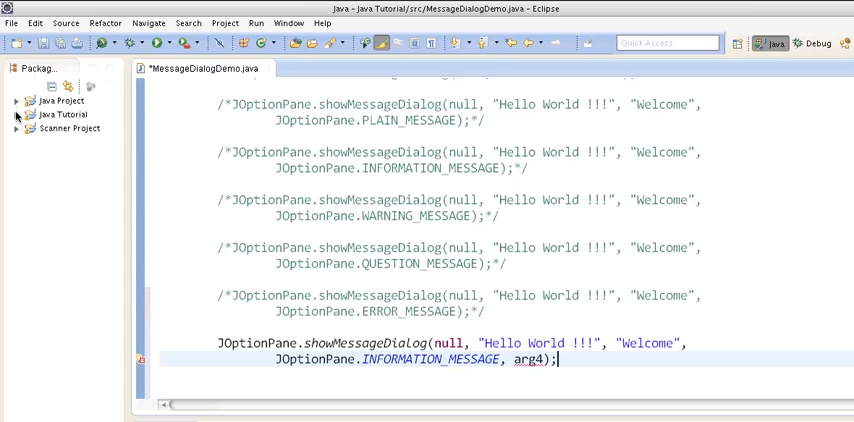 Java - Java Tutorial/src/MessageDialogDemo.java - Eclipse
File Edit Source Refactor Navigate Search Project Run Window Help
Quick Access Java Debug
Packag...
*MessageDialogDemo.java
Java Project
Java Tutorial
Scanner Project
/*JOptionPane.showMessageDialog(null, "Hello World !!!", "Welcome",
JOptionPane.PLAIN_MESSAGE);*/
/*JOptionPane.showMessageDialog(null, "Hello World !!!", "Welcome",
JOptionPane.INFORMATION_MESSAGE);*/
/*JOptionPane.showMessageDialog(null, "Hello World !!!", "Welcome",
JOptionPane.WARNING_MESSAGE);*/
/*JOptionPane.showMessageDialog(null, "Hello World !!!", "Welcome",
JOptionPane.QUESTION_MESSAGE);*/
/*JOptionPane.showMessageDialog(null, "Hello World !!!", "Welcome",
JOptionPane.ERROR_MESSAGE);*/
JOptionPane.showMessageDialog(null, "Hello World !!!", "Welcome",
JOptionPane.INFORMATION_MESSAGE, arg4);